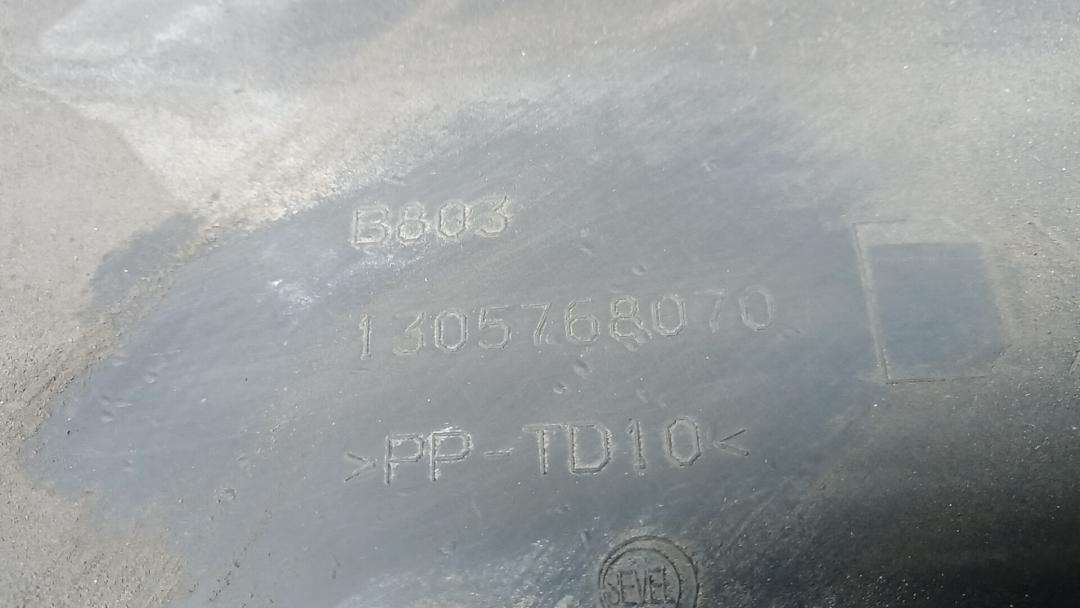 B803
1305768070
>PP-TD10<
SEVEL